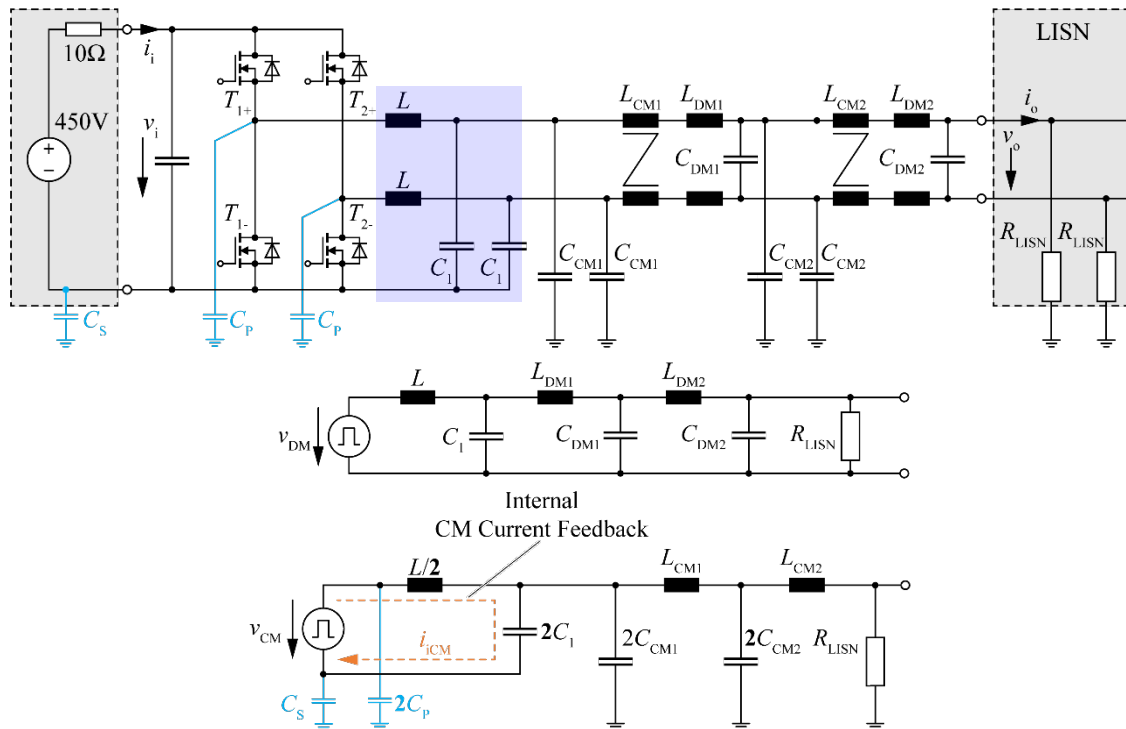 LISN
10Ω
i_i
450V
v_i
T_1+
T_2+
L
L
T_1-
T_2-
C_1
C_1
C_S
C_P
C_P
L_CM1
L_DM1
L_CM2
L_DM2
i_o
v_o
C_DM1
C_DM2
C_CM1
C_CM1
C_CM2
C_CM2
R_LISN
R_LISN
L
L_DM1
L_DM2
v_DM
C_1
C_DM1
C_DM2
R_LISN
Internal
CM Current Feedback
L/2
L_CM1
L_CM2
v_CM
i_iCM
2C_1
2C_CM1
2C_CM2
R_LISN
C_S
2C_P